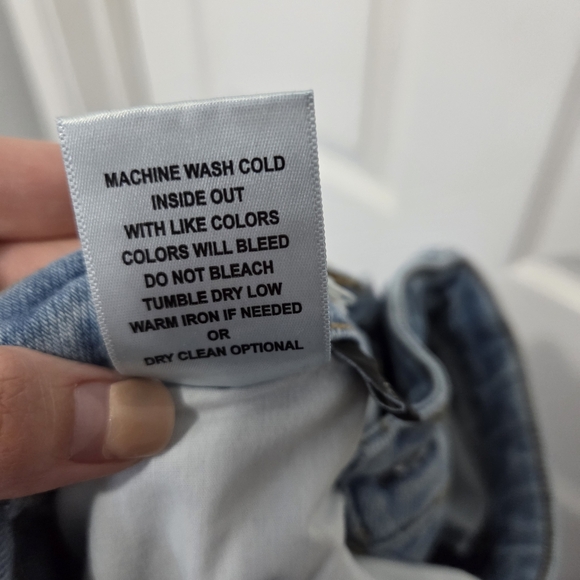 MACHINE WASH COLD
INSIDE OUT
WITH LIKE COLORS
COLORS WILL BLEED
DO NOT BLEACH
TUMBLE DRY LOW
WARM IRON IF NEEDED
OR
DRY CLEAN OPTIONAL